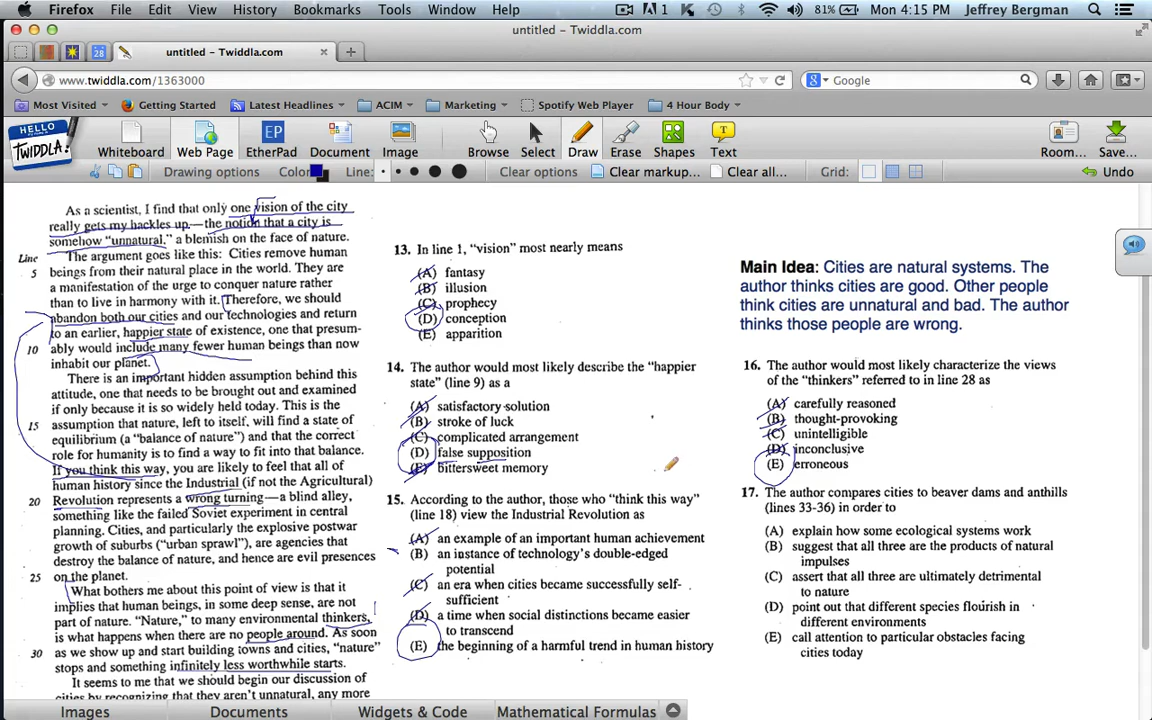 Firefox File Edit View History Bookmarks Tools Window Help 1 81% Mon 4:15 PM Jeffrey Bergman
untitled - Twiddla.com
28 untitled - Twiddla.com
www.twiddla.com/1363000 Google
Most Visited Getting Started Latest Headlines ACIM Marketing Spotify Web Player 4 Hour Body
HELLO TWIDDLA! Whiteboard Web Page EtherPad Document Image Browse Select Draw Erase Shapes Text Room... Save...
EP
T
Drawing options Color: Line: Clear options Clear markup... Clear all... Grid: Undo
As a scientist, I find that only one vision of the city
really gets my hackles up—the notion that a city is
somehow “unnatural,” a blemish on the face of nature.
Line The argument goes like this: Cities remove human
5 beings from their natural place in the world. They are
a manifestation of the urge to conquer nature rather
than to live in harmony with it. Therefore, we should
abandon both our cities and our technologies and return
to an earlier, happier state of existence, one that presum-
10 ably would include many fewer human beings than now
inhabit our planet.
There is an important hidden assumption behind this
attitude, one that needs to be brought out and examined
if only because it is so widely held today. This is the
15 assumption that nature, left to itself, will find a state of
equilibrium (a “balance of nature”) and that the correct
role for humanity is to find a way to fit into that balance.
If you think this way, you are likely to feel that all of
human history since the Industrial (if not the Agricultural)
20 Revolution represents a wrong turning—a blind alley,
something like the failed Soviet experiment in central
planning. Cities, and particularly the explosive postwar
growth of suburbs (“urban sprawl”), are agencies that
destroy the balance of nature, and hence are evil presences
25 on the planet.
What bothers me about this point of view is that it
implies that human beings, in some deep sense, are not
part of nature. “Nature,” to many environmental thinkers,
is what happens when there are no people around. As soon
30 as we show up and start building towns and cities, “nature”
stops and something infinitely less worthwhile starts.
It seems to me that we should begin our discussion of
cities by recognizing that they aren’t unnatural, any more
13. In line 1, “vision” most nearly means
(A) fantasy
(B) illusion
(C) prophecy
(D) conception
(E) apparition
14. The author would most likely describe the “happier
state” (line 9) as a
(A) satisfactory solution
(B) stroke of luck
(C) complicated arrangement
(D) false supposition
(E) bittersweet memory
15. According to the author, those who “think this way”
(line 18) view the Industrial Revolution as
(A) an example of an important human achievement
(B) an instance of technology’s double-edged
potential
(C) an era when cities became successfully self-
sufficient
(D) a time when social distinctions became easier
to transcend
(E) the beginning of a harmful trend in human history
Main Idea: Cities are natural systems. The
author thinks cities are good. Other people
think cities are unnatural and bad. The author
thinks those people are wrong.
16. The author would most likely characterize the views
of the “thinkers” referred to in line 28 as
(A) carefully reasoned
(B) thought-provoking
(C) unintelligible
(D) inconclusive
(E) erroneous
17. The author compares cities to beaver dams and anthills
(lines 33-36) in order to
(A) explain how some ecological systems work
(B) suggest that all three are the products of natural
impulses
(C) assert that all three are ultimately detrimental
to nature
(D) point out that different species flourish in
different environments
(E) call attention to particular obstacles facing
cities today
Images Documents Widgets & Code Mathematical Formulas